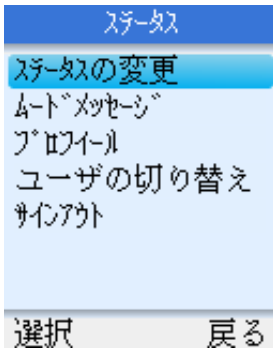 ｽﾃｰﾀｽ
ｽﾃｰﾀｽの変更
ﾑｰﾄﾞﾒｯｾｰｼﾞ
ﾌﾟﾛﾌｨｰﾙ
ユーザの切り替え
ｻｲﾝｱｳﾄ
選択 戻る